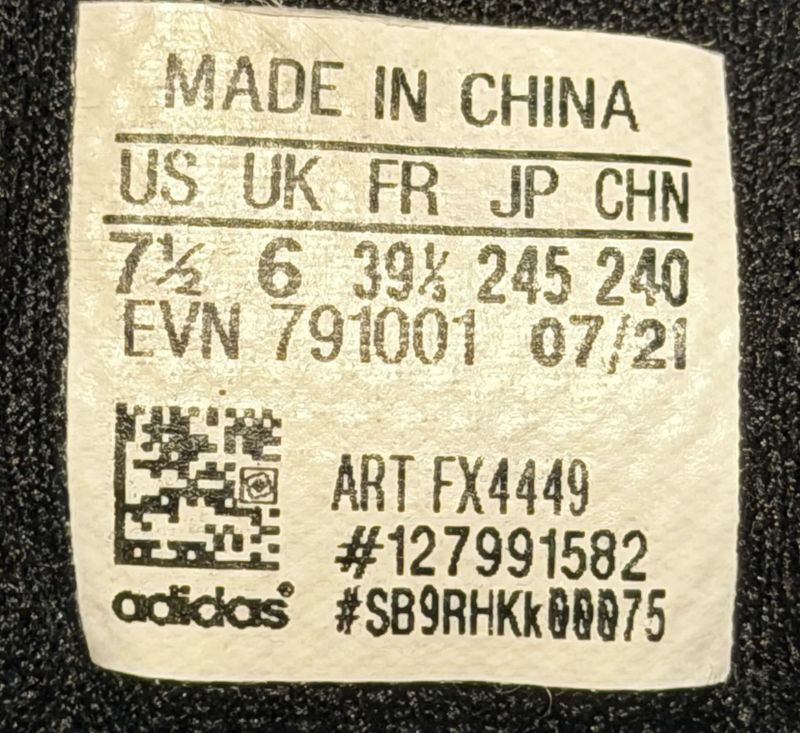 MADE IN CHINA
US UK FR JP CHN
7½ 6 39⅓ 245 240
EVN 791001 07/21
ART FX4449
#127991582
adidas®
#SB9RHKk00075